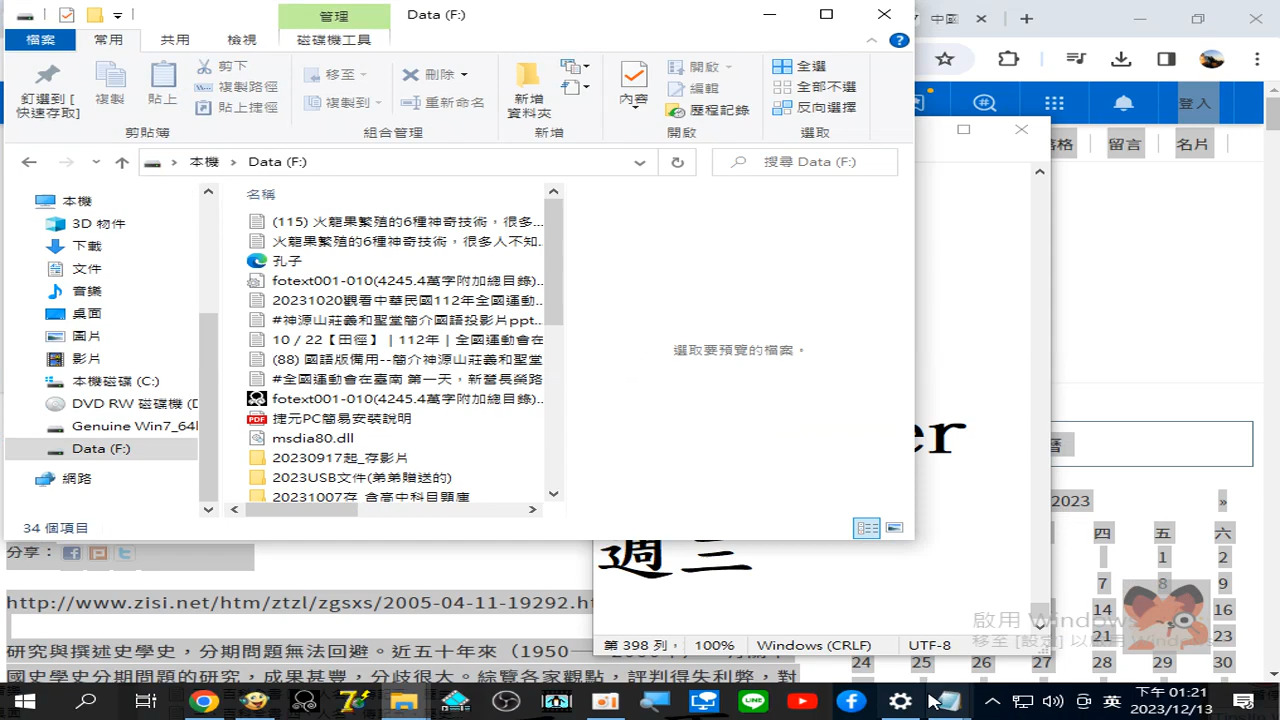 管理
Data (F:)
檔案
常用
共用
檢視
磁碟機工具
釘選到 [
快速存取]
複製
貼上
剪下
複製路徑
貼上捷徑
剪貼簿
移至
刪除
複製到
重新命名
組合管理
新增
資料夾
新增
內容
開啟
編輯
歷程記錄
開啟
全選
全部不選
反向選擇
選取
本機
Data (F:)
搜尋 Data (F:)
本機
3D 物件
下載
文件
音樂
桌面
圖片
影片
本機磁碟 (C:)
DVD RW 磁碟機 (D
Genuine Win7_64l
Data (F:)
網路
名稱
(115) 火龍果繁殖的6種神奇技術，很多...
火龍果繁殖的6種神奇技術，很多人不知...
孔子
fotext001-010(4245.4萬字附加總目錄)...
20231020觀看中華民國112年全國運動...
#神源山莊義和聖堂簡介國語投影片ppt...
10 / 22【田徑】 | 112年 | 全國運動會在
(88) 國語版備用--簡介神源山莊義和聖堂
#全國運動會在臺南 第一天，新營長榮路
fotext001-010(4245.4萬字附加總目錄)...
PDF 捷元PC簡易安裝說明
msdia80.dll
20230917起_存影片
2023USB文件(弟弟贈送的)
選取要預覽的檔案。
34 個項目
中國
登入
留言
名片
er
週三
2023
»
四 五 六
1 2
7 8 9
14 16
21 23
24 25 26 27 28 29 30
啟用 Windows
移至 [設定] 以啟用 Windows
第 398 列，
100%
Windows (CRLF)
UTF-8
分享：
http://www.zisi.net/htm/ztzl/zgsxs/2005-04-11-19292.ht
研究與撰述史學史，分期問題無法回避。近五十年來（1950
國史學史分期問題的研究，成果甚豐，分歧很大。綜覽各家觀點，評判得失利弊，對
LINE
英
下午 01:21
2023/12/13